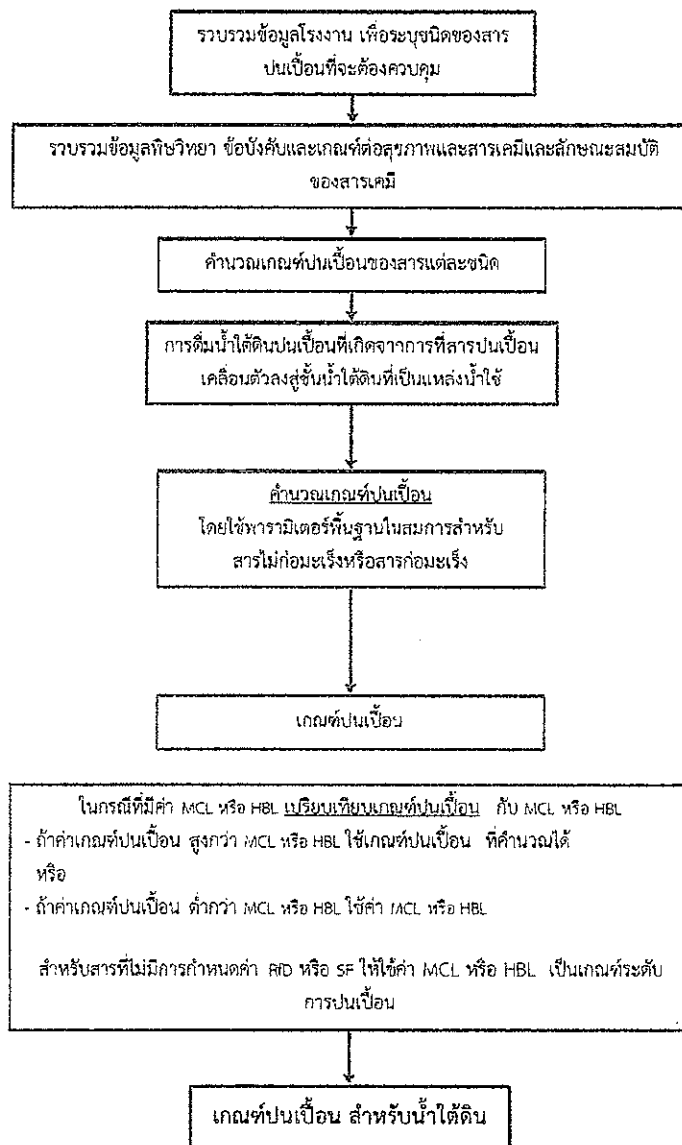 รวบรวมข้อมูลโรงงาน เพื่อระบุชนิดของสาร
ปนเปื้อนที่จะต้องควบคุม
รวบรวมข้อมูลพิษวิทยา ข้อบังคับและเกณฑ์ต่อสุขภาพและสารเคมีและลักษณะสมบัติ
ของสารเคมี
คำนวณเกณฑ์ปนเปื้อนของสารแต่ละชนิด
การดื่มน้ำใต้ดินปนเปื้อนที่เกิดจาการที่สารปนเปื้อน
เคลื่อนตัวลงสู่ชั้นน้ำใต้ดินที่เป็นแหล่งน้ำใช้
คำนวณเกณฑ์ปนเปื้อน
โดยใช้พารามิเตอร์พื้นฐานในสมการสำหรับ
สารไม่ก่อมะเร็งหรือสารก่อมะเร็ง
เกณฑ์ปนเปื้อน
ในกรณีที่มีค่า MCL หรือ HBL เปรียบเทียบเกณฑ์ปนเปื้อน กับ MCL หรือ HBL
- ถ้าค่าเกณฑ์ปนเปื้อน สูงกว่า MCL หรือ HBL ใช้เกณฑ์ปนเปื้อน ที่คำนวณได้
หรือ
- ถ้าค่าเกณฑ์ปนเปื้อน ต่ำกว่า MCL หรือ HBL ใช้ค่า MCL หรือ HBL
สำหรับสารที่ไม่มีการกำหนดค่า RfD หรือ SF ให้ใช้ค่า MCL หรือ HBL เป็นเกณฑ์ระดับ
การปนเปื้อน
เกณฑ์ปนเปื้อน สำหรับน้ำใต้ดิน